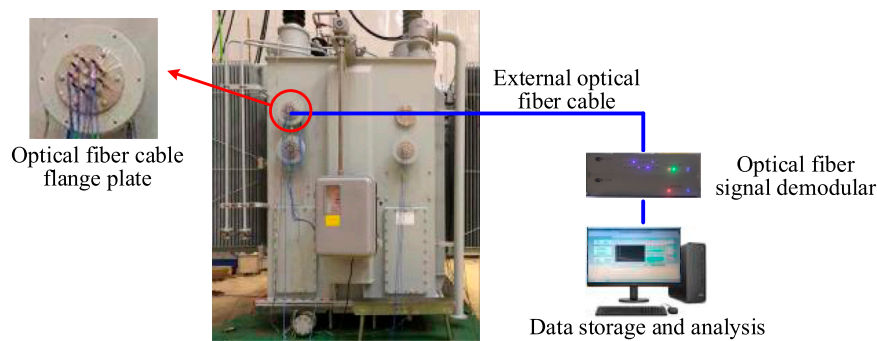 External optical
fiber cable
Optical fiber cable
flange plate
Optical fiber
signal demodular
Data storage and analysis